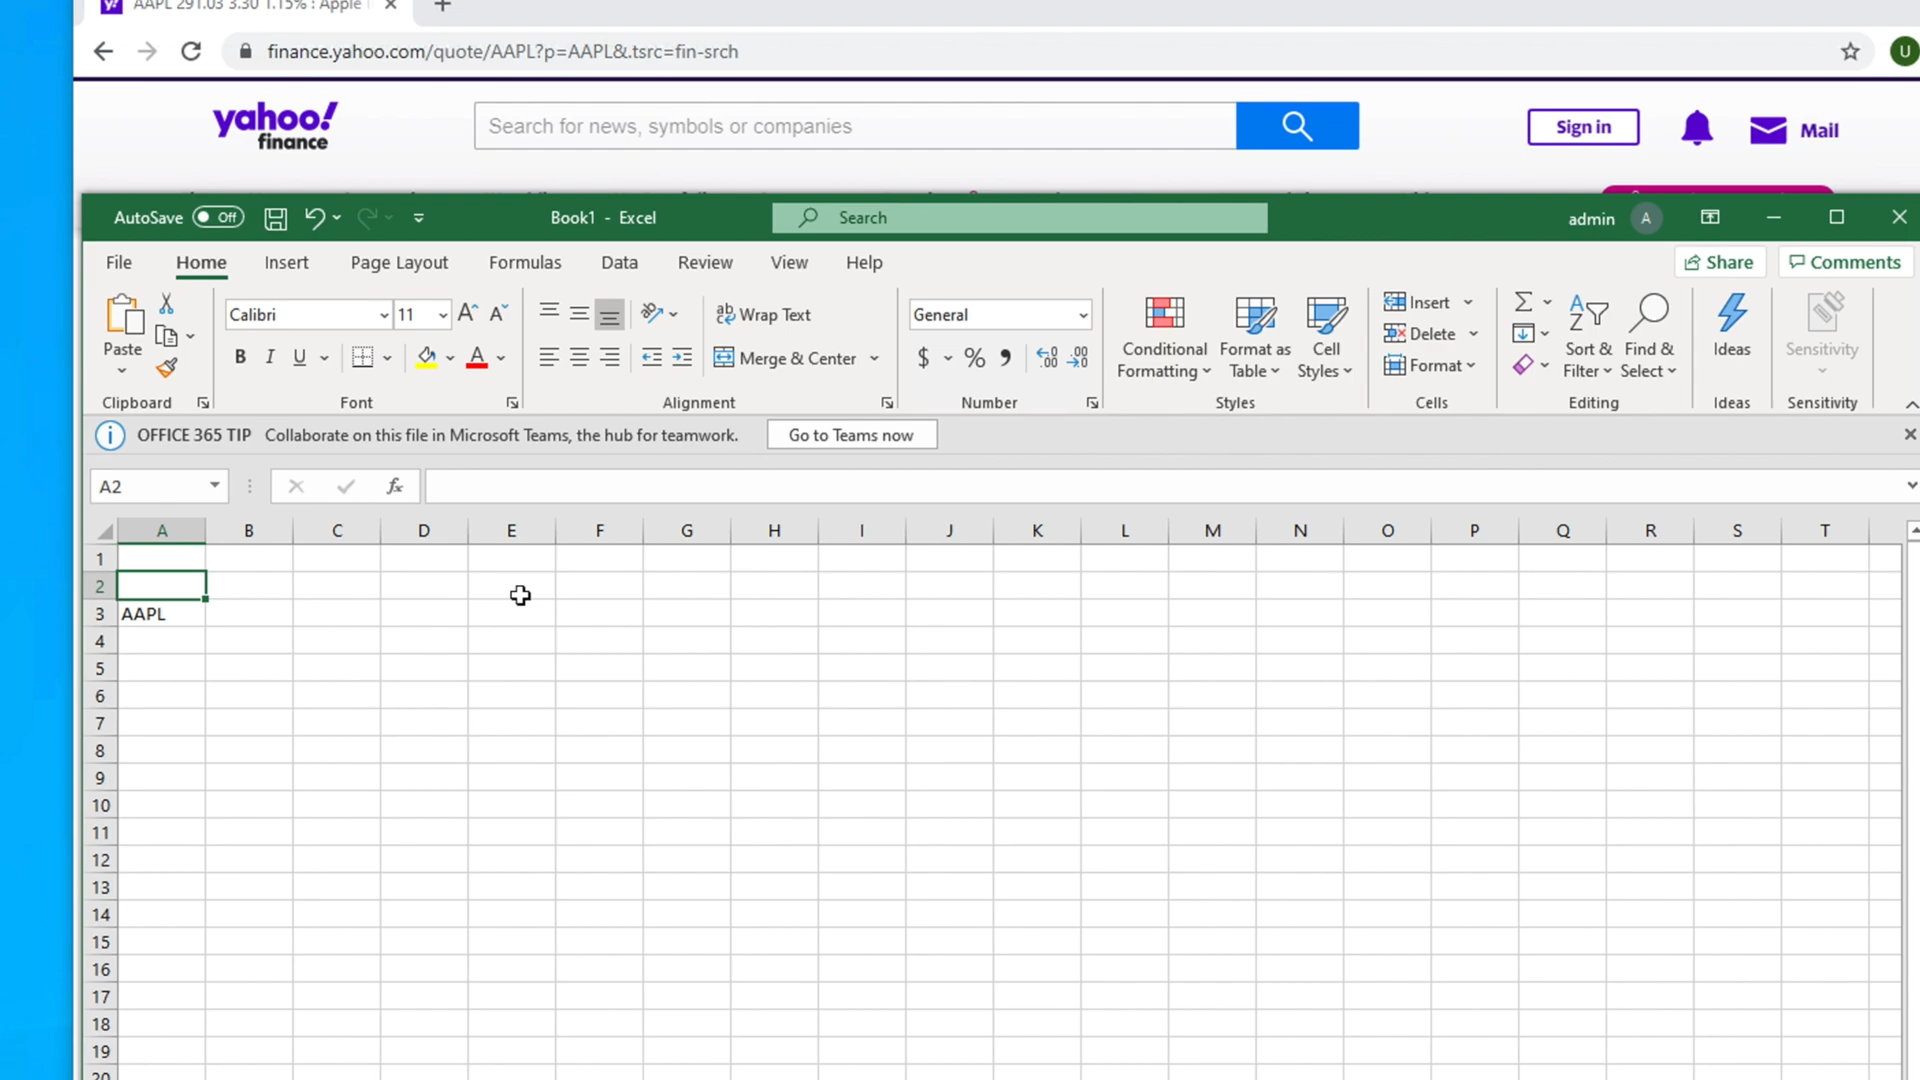 AAPL 291.03 3.30 1.15% : Apple
finance.yahoo.com/quote/AAPL?p=AAPL&.tsrc=fin-srch
U
yahoo!
finance
Search for news, symbols or companies
Sign in
Mail
AutoSave Off
Book1 - Excel
Search
admin
A
File Home Insert Page Layout Formulas Data Review View Help
Share
Comments
Paste
Clipboard
Calibri
11
B I U
Font
Wrap Text
Merge & Center
Alignment
General
$ % ,
Number
Conditional Formatting
Format as Table
Cell Styles
Styles
Insert
Delete
Format
Cells
Sort & Filter
Find & Select
Editing
Ideas
Ideas
Sensitivity
Sensitivity
OFFICE 365 TIP Collaborate on this file in Microsoft Teams, the hub for teamwork.
Go to Teams now
A2
fx
A B C D E F G H I J K L M N O P Q R S T
1
2
3 AAPL
4
5
6
7
8
9
10
11
12
13
14
15
16
17
18
19
20